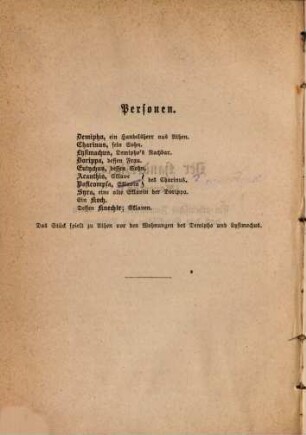 Personen.
Demipho, ein Handelsherr aus Athen.
Charinus, sein Sohn.
Lysimachus, Demipho's Nachbar.
Dorippa, dessen Frau.
Eutychus, dessen Sohn.
Acanthio, Sklave
des Charinus.
Pasicompsa, Sklavin
Syra, eine alte Sklavin der Dorippa.
Ein Koch.
Dessen Knechte; Sklaven.
Das Stück spielt zu Athen vor den Wohnungen des Demipho und Lysimachus.